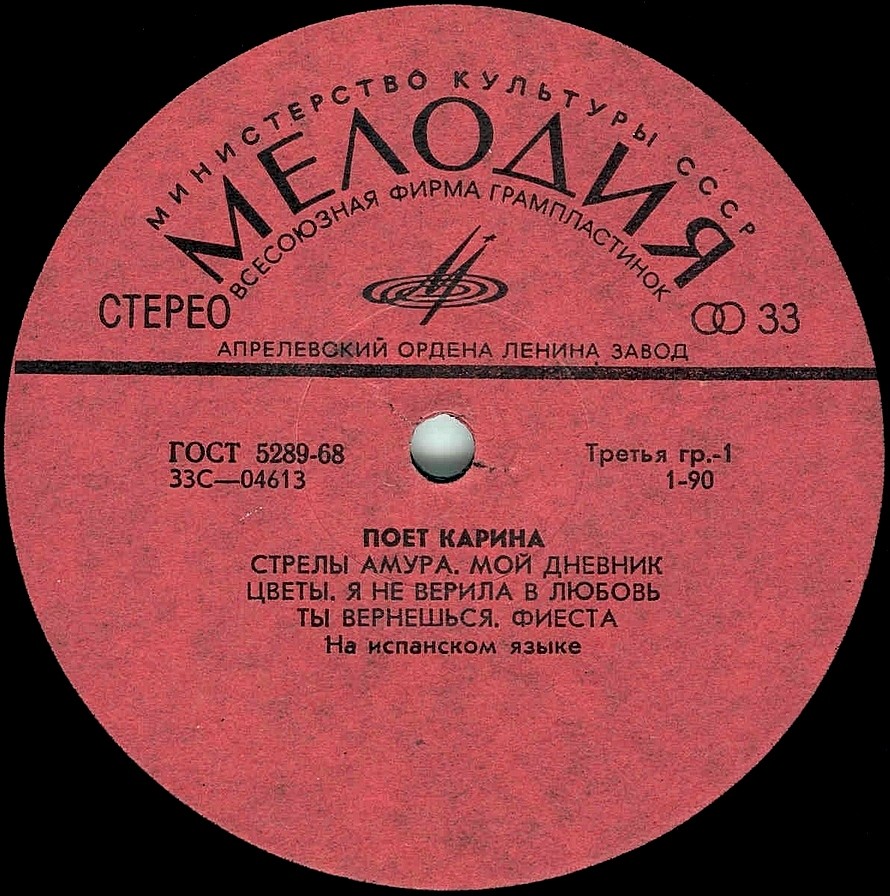 МИНИСТЕРСТВО КУЛЬТУРЫ СССР
МЕЛОДИЯ
ВСЕСОЮЗНАЯ ФИРМА ГРАМПЛАСТИНОК
СТЕРЕО
33
АПРЕЛЕВСКИЙ ОРДЕНА ЛЕНИНА ЗАВОД
ГОСТ 5289-68
33С—04613
Третья гр.-1
1-90
ПОЕТ КАРИНА
СТРЕЛЫ АМУРА. МОЙ ДНЕВНИК
ЦВЕТЫ. Я НЕ ВЕРИЛА В ЛЮБОВЬ
ТЫ ВЕРНЕШЬСЯ. ФИЕСТА
На испанском языке